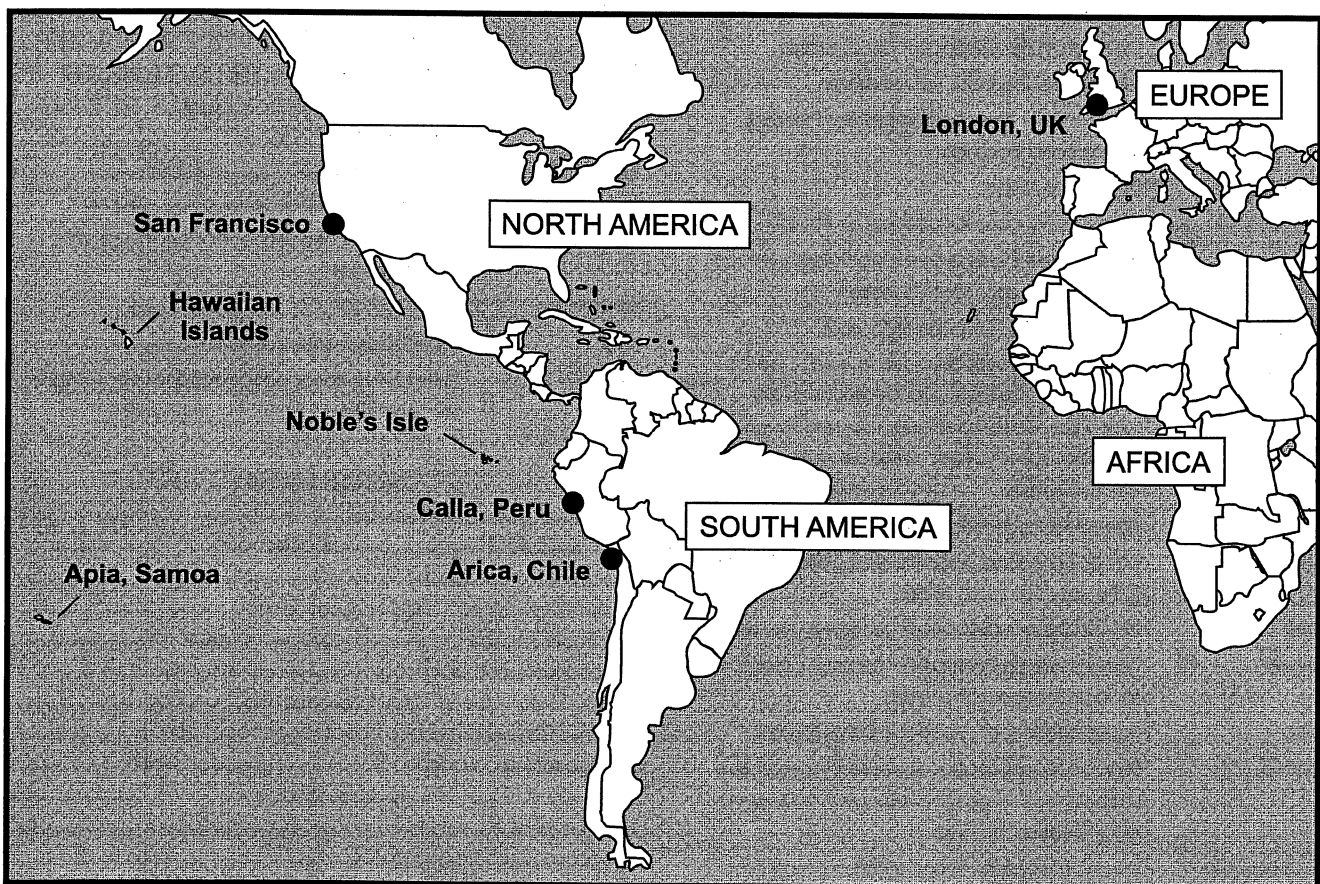 EUROPE
London, UK
San Francisco
NORTH AMERICA
Hawaiian
Islands
Noble's Isle
AFRICA
Calla, Peru
SOUTH AMERICA
Arica, Chile
Apia, Samoa